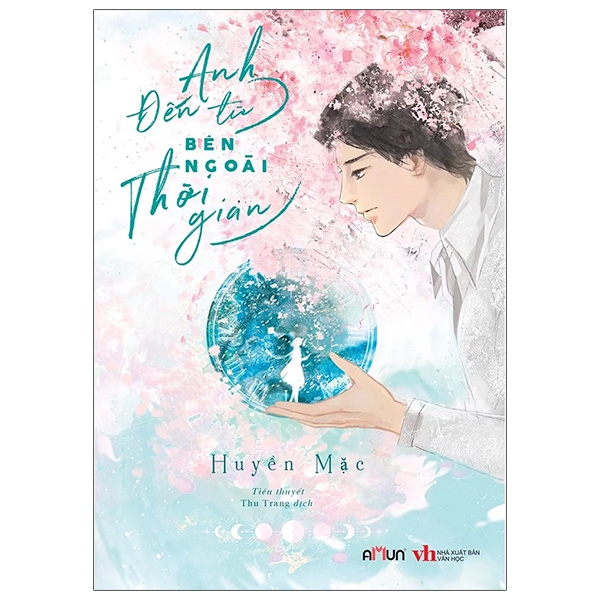 Anh
Đến từ
BÊN
NGOÀI
Thời
gian
Huyền Mặc
Tiểu thuyết
Thu Trang dịch
AMUN vh NHÀ XUẤT BẢN
VĂN HỌC